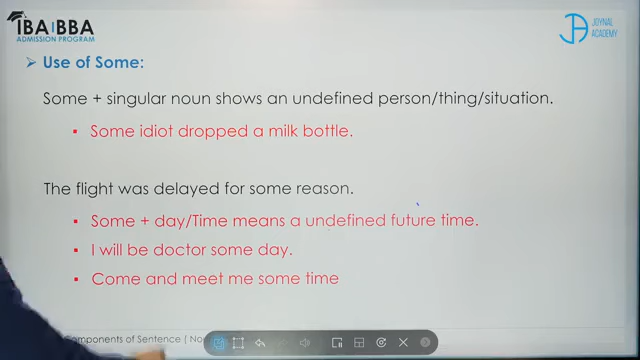 IBA|BBA
ADMISSION PROGRAM
JOYNAL
ACADEMY
Use of Some:
Some + singular noun shows an undefined person/thing/situation.
Some idiot dropped a milk bottle.
The flight was delayed for some reason.
Some + day/Time means a undefined future time.
I will be doctor some day.
Come and meet me some time
omponents of Sentence